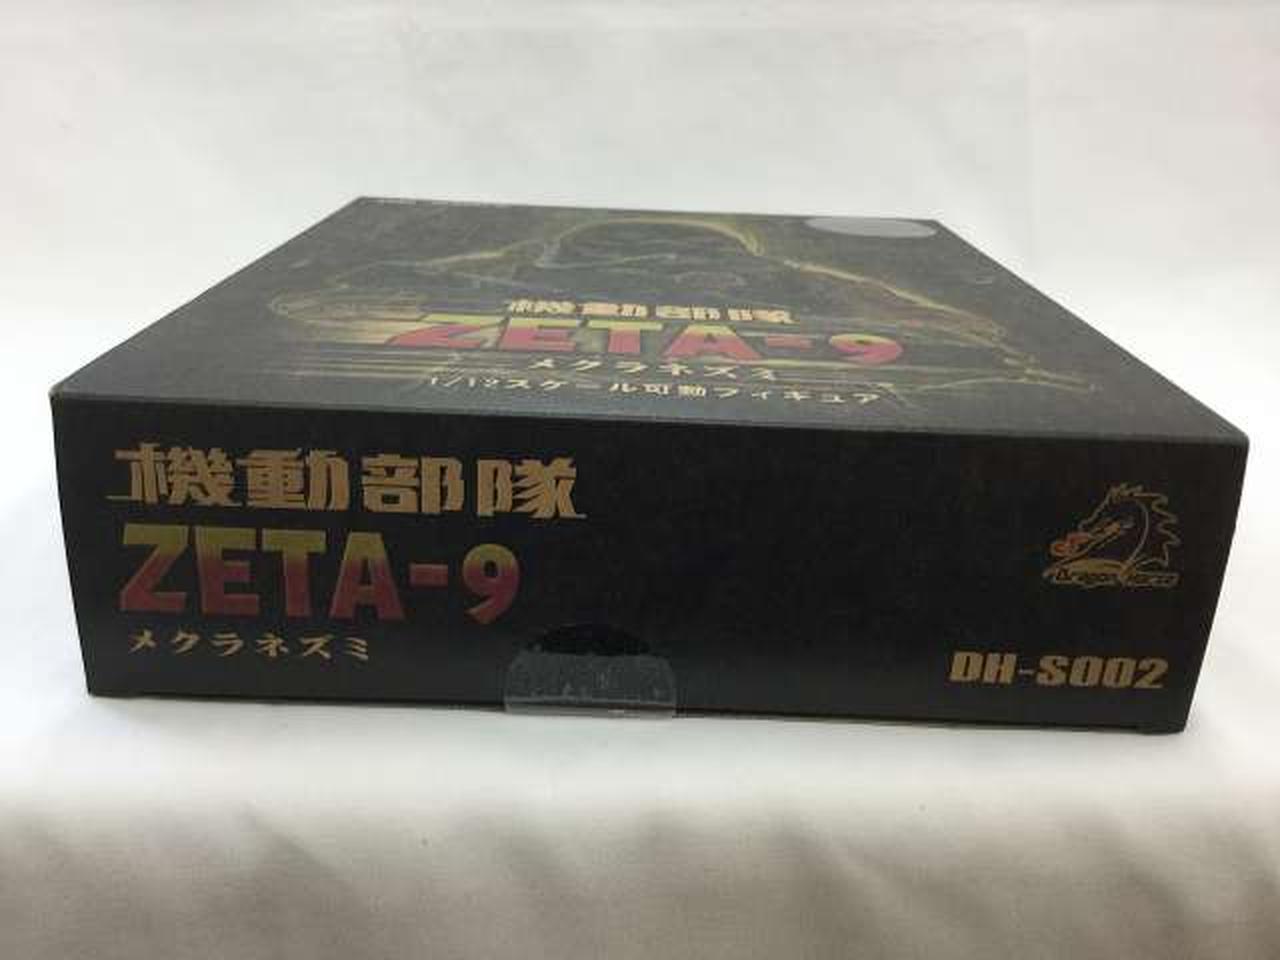 機動部隊
ZETA-9
メクラネズミ
1/12スケール可動フィギュア
機動部隊
ZETA-9
メクラネズミ
Dragon Horse
DH-S002